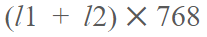 (l1 + l2) × 768